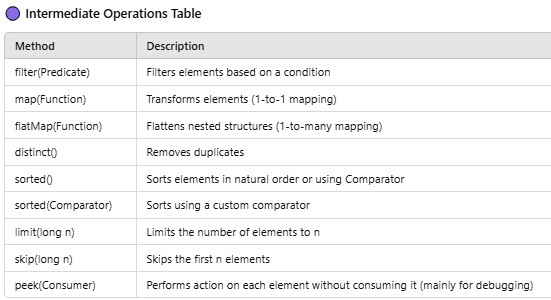 Intermediate Operations Table
Method Description
filter(Predicate) Filters elements based on a condition
map(Function) Transforms elements (1-to-1 mapping)
flatMap(Function) Flattens nested structures (1-to-many mapping)
distinct() Removes duplicates
sorted() Sorts elements in natural order or using Comparator
sorted(Comparator) Sorts using a custom comparator
limit(long n) Limits the number of elements to n
skip(long n) Skips the first n elements
peek(Consumer) Performs action on each element without consuming it (mainly for debugging)